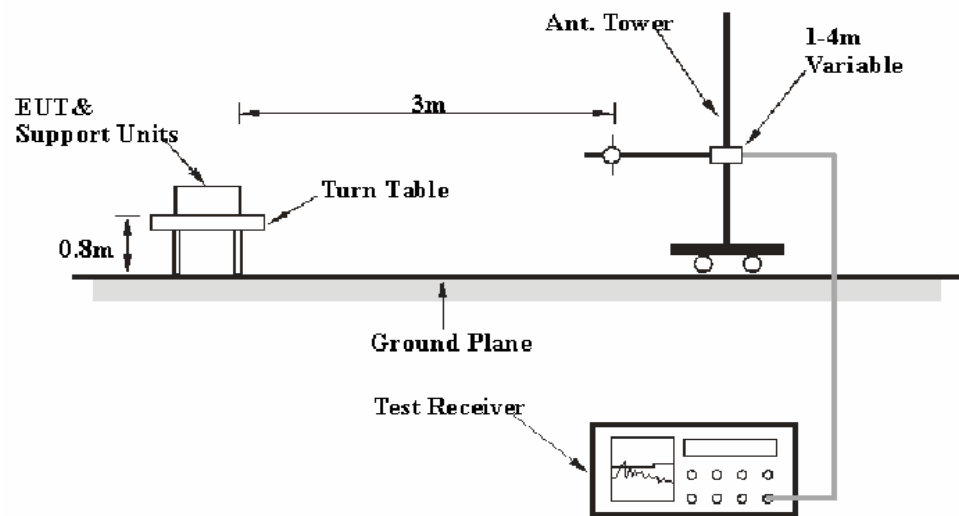 Ant. Tower
1-4m
Variable
3m
EUT&
Support Units
Turn Table
0.8m
Ground Plane
Test Receiver